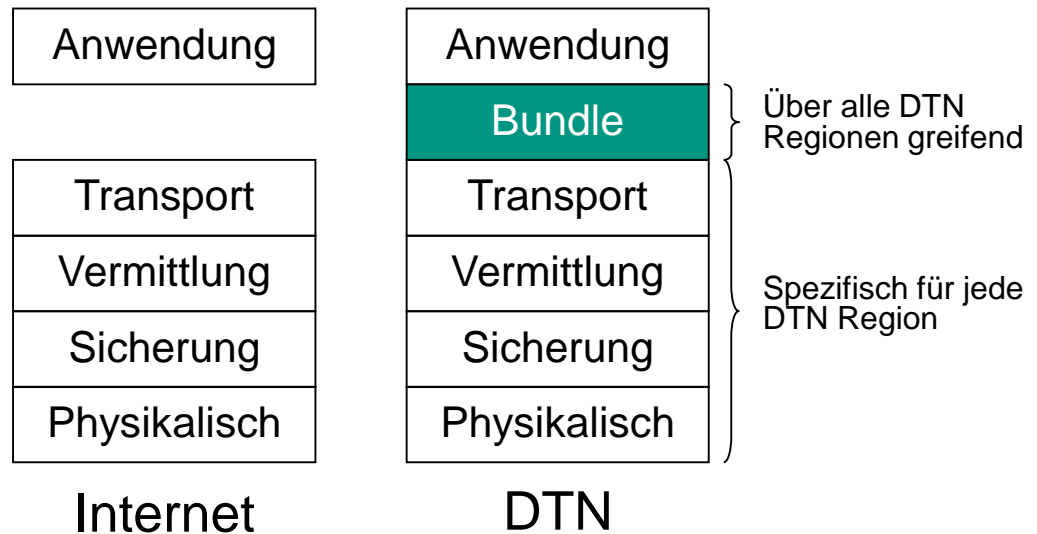 Anwendung
Transport
Vermittlung
Sicherung
Physikalisch
Internet
Anwendung
Bundle
Transport
Vermittlung
Sicherung
Physikalisch
DTN
Über alle DTN
Regionen greifend
Spezifisch für jede
DTN Region